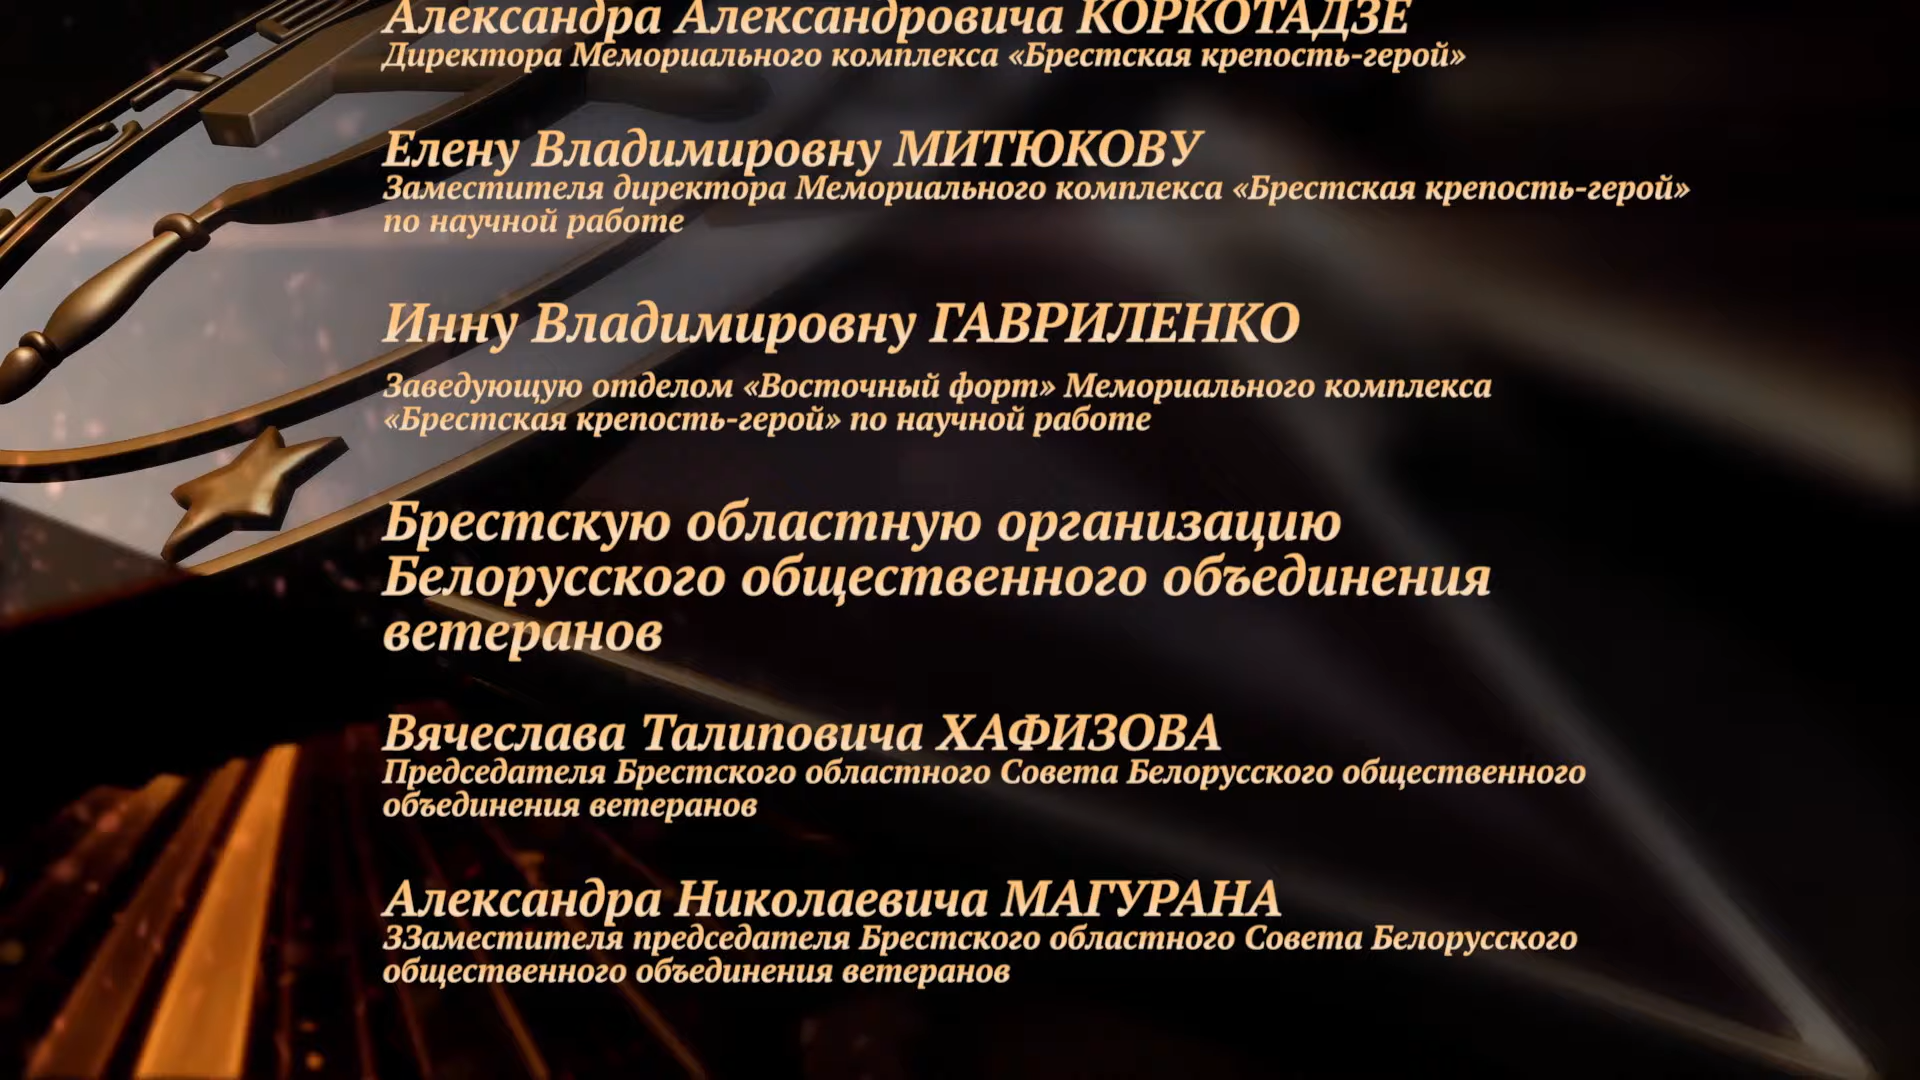 Александра Александровича КОРКОТАДЗЕ
Директора Мемориального комплекса «Брестская крепость-герой»
Елену Владимировну МИТЮКОВУ
Заместителя директора Мемориального комплекса «Брестская крепость-герой»
по научной работе
Инну Владимировну ГАВРИЛЕНКО
Заведующую отделом «Восточный форт» Мемориального комплекса
«Брестская крепость-герой» по научной работе
Брестскую областную организацию
Белорусского общественного объединения
ветеранов
Вячеслава Талиповича ХАФИЗОВА
Председателя Брестского областного Совета Белорусского общественного
объединения ветеранов
Александра Николаевича МАГУРАНА
ЗЗаместителя председателя Брестского областного Совета Белорусского
общественного объединения ветеранов